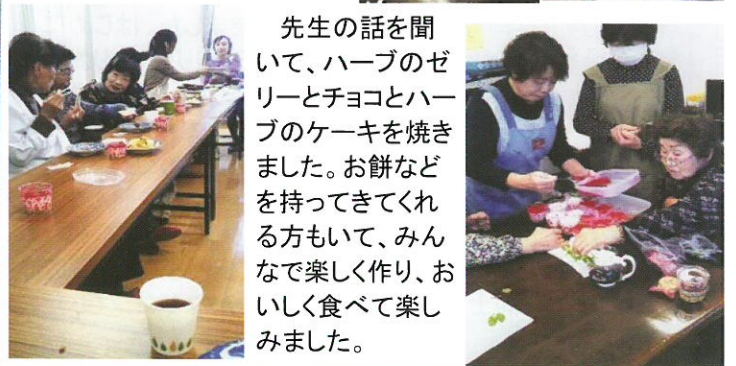 先生の話を聞
いて、ハーブのゼ
リーとチョコとハー
ブのケーキを焼き
ました。お餅など
を持ってきてくれ
る方もいて、みん
なで楽しく作り、お
いしく食べて楽し
みました。